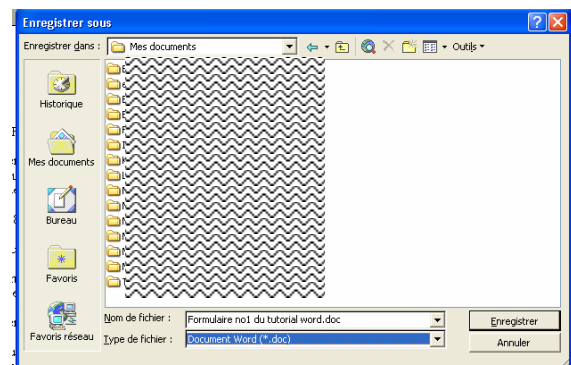 Enregistrer sous
Enregistrer dans : Mes documents Outils
Historique
Mes documents
Bureau
Favoris
Favoris réseau
Nom de fichier : Formulaire no1 du tutorial word.doc Enregistrer
Type de fichier : Document Word (*.doc) Annuler